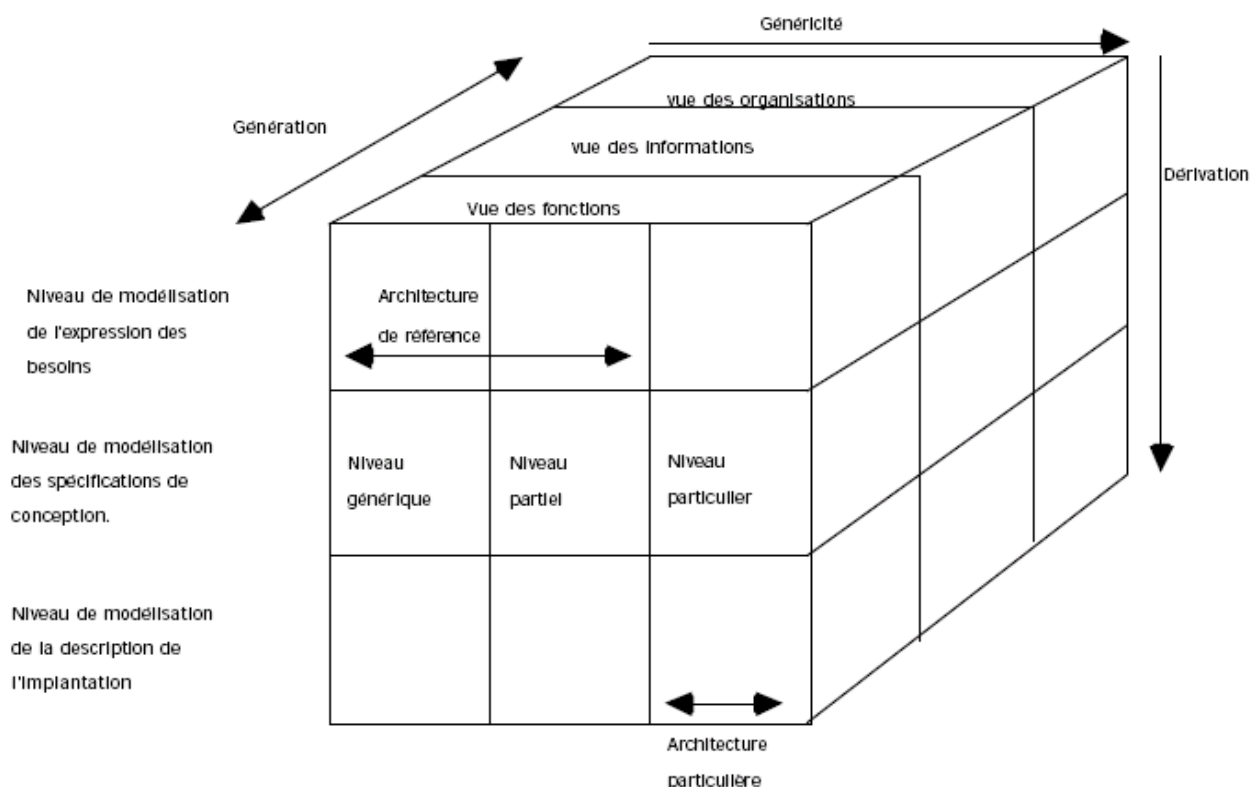 Généricité
vue des organisations
Génération
vue des informations
Dérivation
Vue des fonctions
Niveau de modélisation
de l'expression des
besoins
Architecture
de référence
Niveau de modélisation
des spécifications de
conception.
Niveau
générique
Niveau
partiel
Niveau
particulier
Niveau de modélisation
de la description de
l'implantation
Architecture
particulière